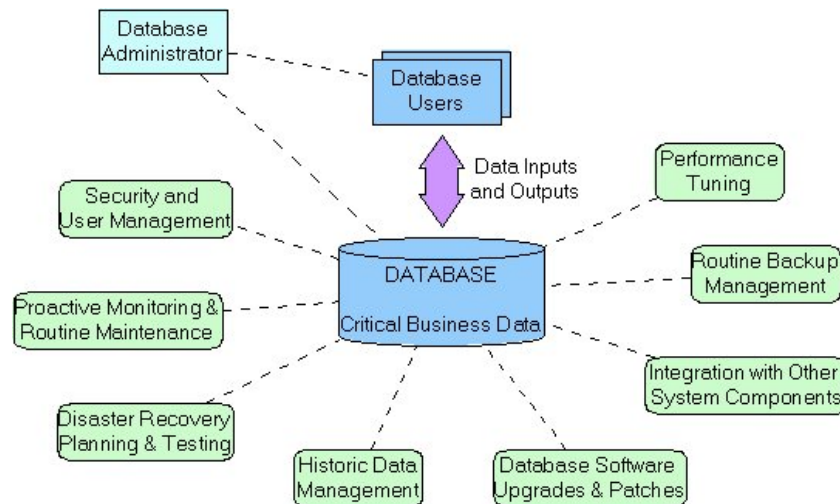 Database
Administrator
Database
Users
Data Inputs
and Outputs
Performance
Tuning
Security and
User Management
DATABASE
Critical Business Data
Routine Backup
Management
Proactive Monitoring &
Routine Maintenance
Integration with Other
System Components
Disaster Recovery
Planning & Testing
Historic Data
Management
Database Software
Upgrades & Patches